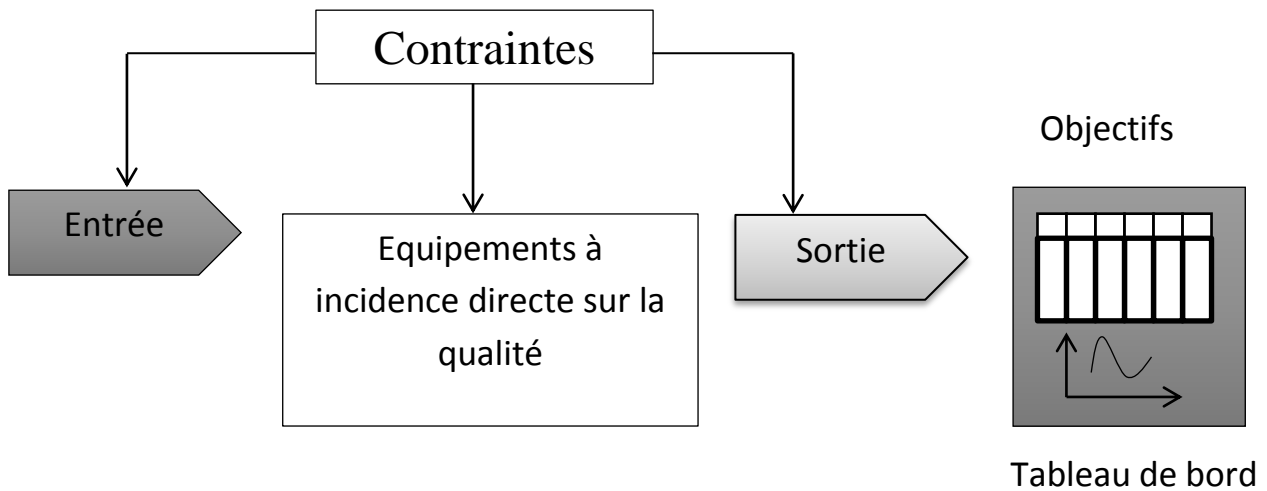 Contraintes
Objectifs
Entrée
Equipements à
incidence directe sur la
qualité
Sortie
Tableau de bord